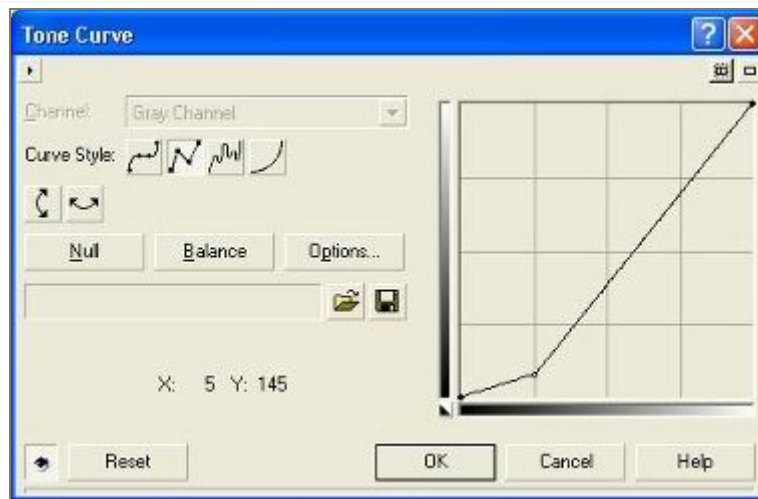 Tone Curve
Channel: Gray Channel
Curve Style:
Null Balance Options...
X: 5 Y: 145
Reset OK Cancel Help